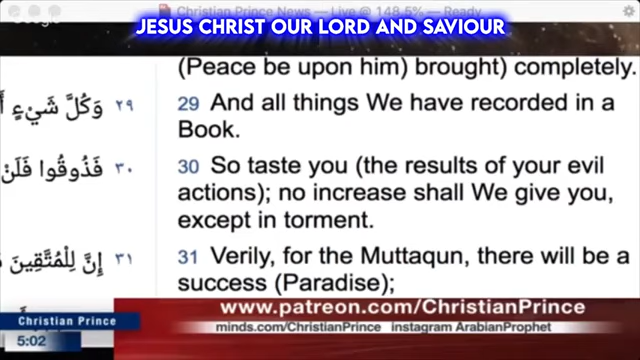 Christian Prince News — Live @ 148.5% — Ready
JESUS CHRIST OUR LORD AND SAVIOUR
(Peace be upon him) brought) completely.
29 And all things We have recorded in a
Book.
وَكُلَّ شَيْءٍ ٢٩
30 So taste you (the results of your evil
actions); no increase shall We give you,
except in torment.
فَذُوقُوا فَلَنْ ٣٠
31 Verily, for the Muttaqun, there will be a
success (Paradise);
إِنَّ لِلْمُتَّقِينَ ٣١
www.patreon.com/ChristianPrince
minds.com/ChristianPrince instagram ArabianProphet
Christian Prince
5:02